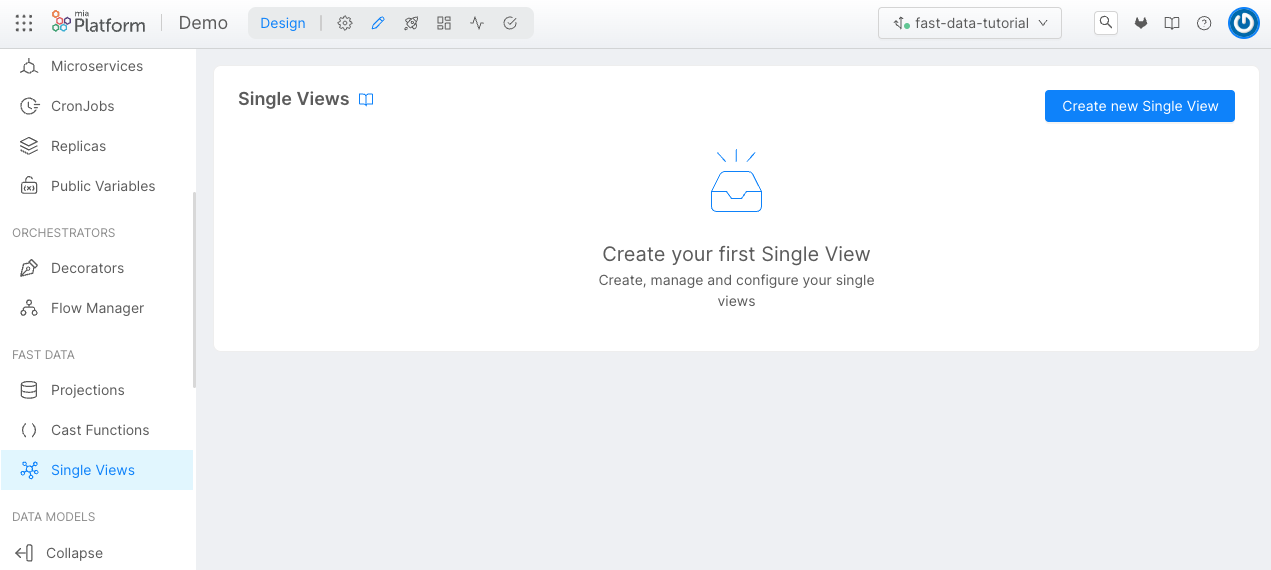 mia
Platform
Demo
Design
fast-data-tutorial
Microservices
CronJobs
Replicas
Public Variables
ORCHESTRATORS
Decorators
Flow Manager
FAST DATA
Projections
Cast Functions
Single Views
DATA MODELS
Collapse
Single Views
Create new Single View
Create your first Single View
Create, manage and configure your single
views